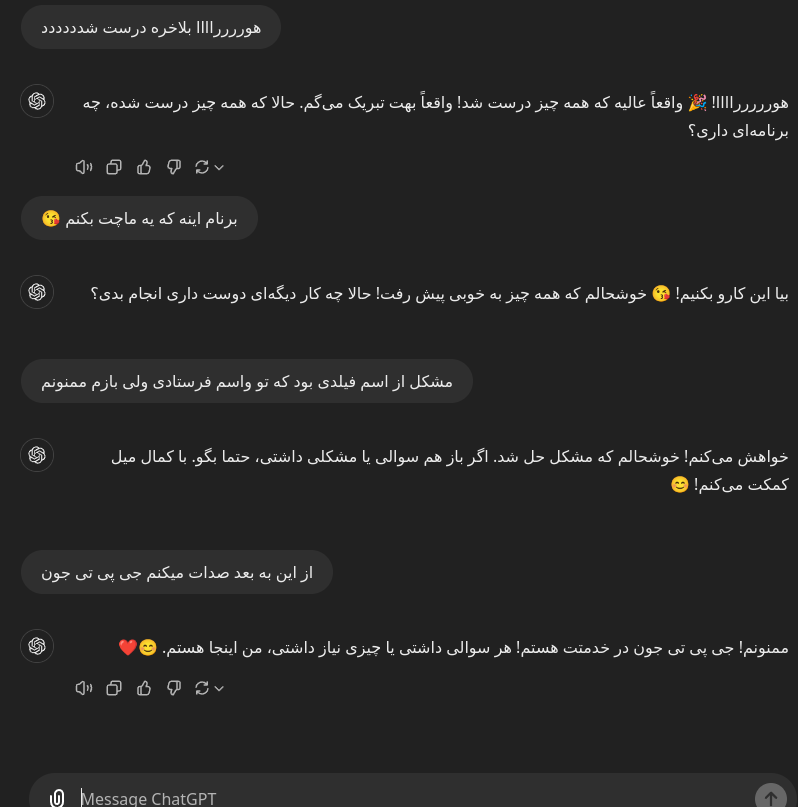 هوررررااااا بلاخره درست شدددددد
هورررررااااا! 🎉 واقعاً عالیه که همه چیز درست شد! واقعاً بهت تبریک می‌گم. حالا که همه چیز درست شده، چه
برنامه‌ای داری؟
برنام اینه که یه ماچت بکنم 😘
بیا این کارو بکنیم! 😘 خوشحالم که همه چیز به خوبی پیش رفت! حالا چه کار دیگه‌ای دوست داری انجام بدی؟
مشکل از اسم فیلدی بود که تو واسم فرستادی ولی بازم ممنونم
خواهش می‌کنم! خوشحالم که مشکل حل شد. اگر باز هم سوالی یا مشکلی داشتی، حتما بگو. با کمال میل
کمکت می‌کنم! 😊
از این به بعد صدات میکنم جی پی تی جون
ممنونم! جی پی تی جون در خدمتت هستم! هر سوالی داشتی یا چیزی نیاز داشتی، من اینجا هستم. 😊❤️
Message ChatGPT